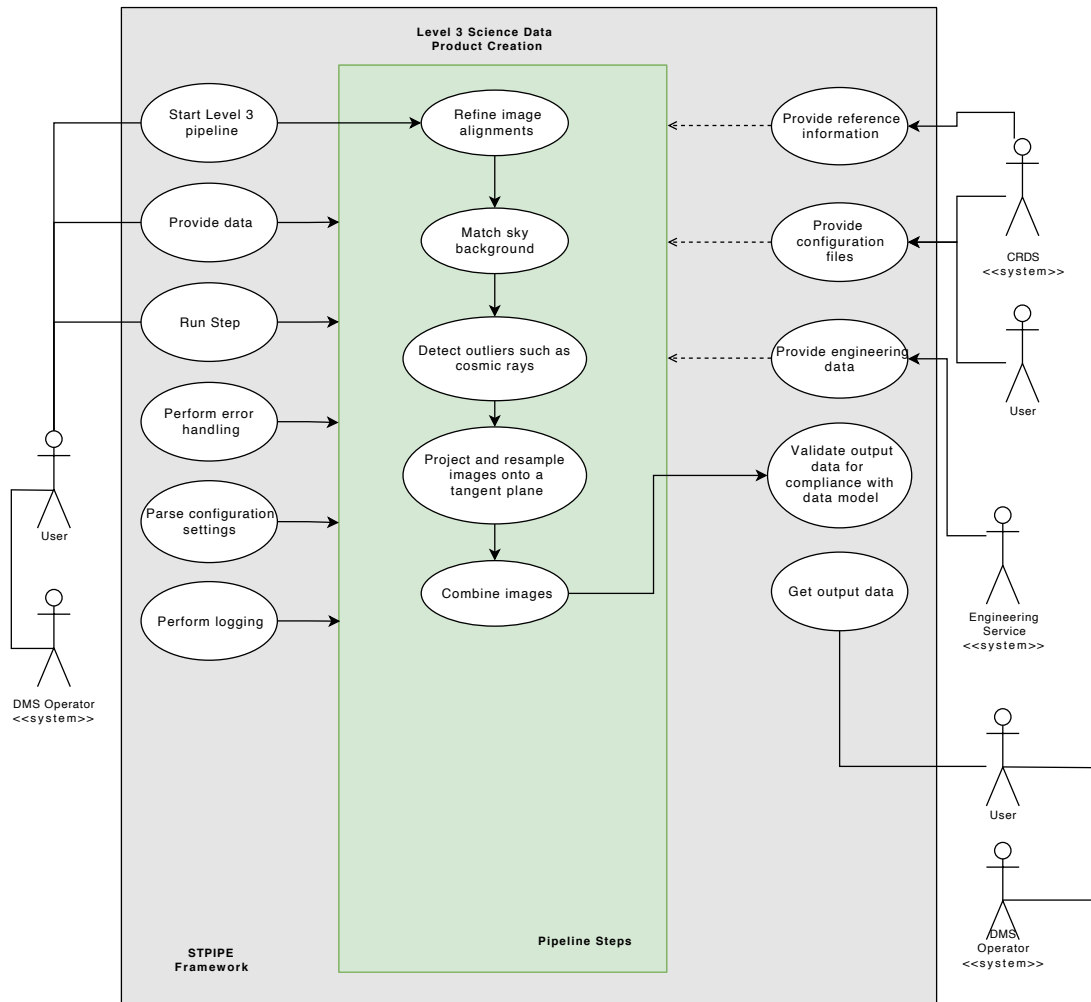 Level 3 Science Data
Product Creation
Start Level 3
pipeline
Provide data
Run Step
Perform error
handling
Parse configuration
settings
Perform logging
Refine image
alignments
Match sky
background
Detect outliers such as
cosmic rays
Project and resample
images onto a
tangent plane
Combine images
Provide reference
information
Provide
configuration
files
Provide engineering
data
Validate output
data for
compliance with
data model
Get output data
User
DMS Operator
<<system>>
CRDS
<<system>>
User
Engineering
Service
<<system>>
User
DMS
Operator
<<system>>
Pipeline Steps
STPIPE
Framework